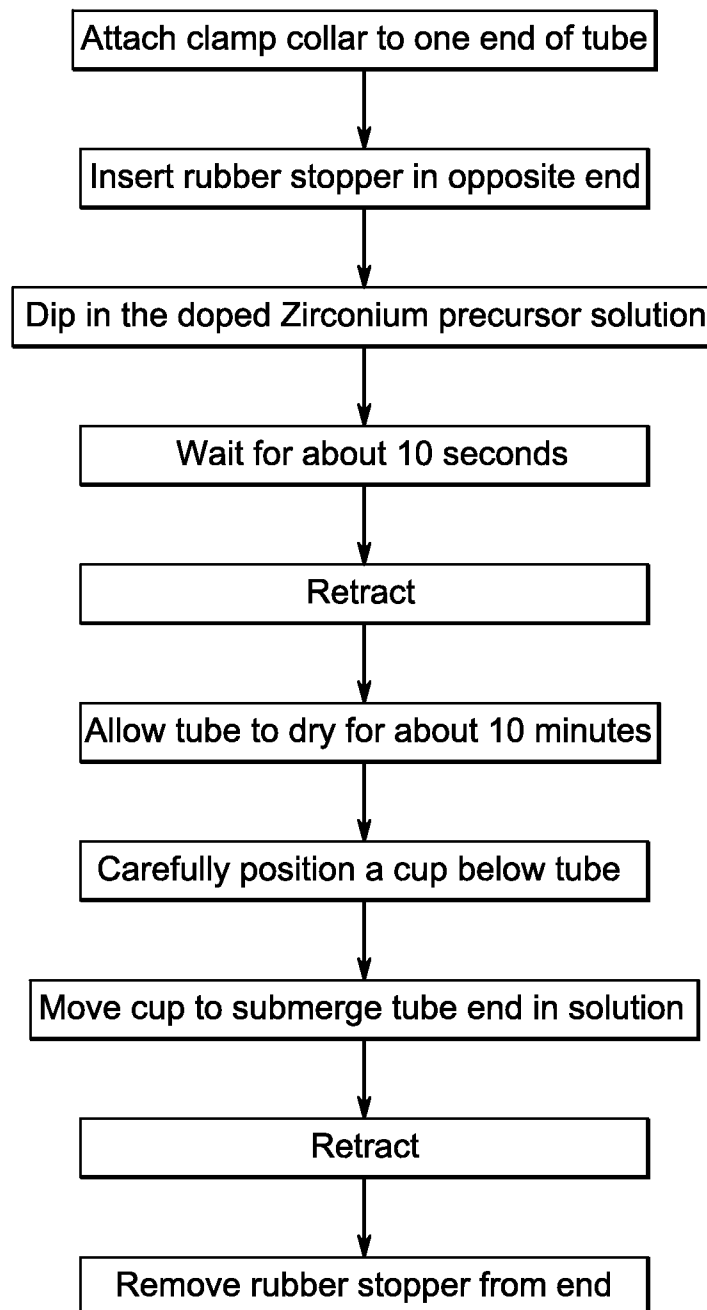 Attach clamp collar to one end of tube
Insert rubber stopper in opposite end
Dip in the doped Zirconium precursor solution
Wait for about 10 seconds
Retract
Allow tube to dry for about 10 minutes
Carefully position a cup below tube
Move cup to submerge tube end in solution
Retract
Remove rubber stopper from end